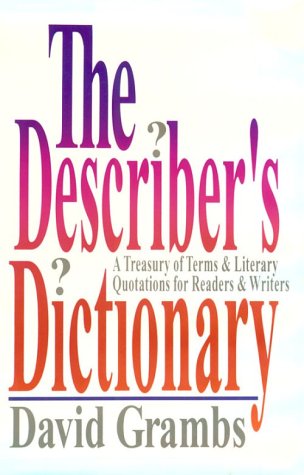 The
?
Describer's
A Treasury of Terms & Literary
? Quotations for Readers & Writers
Dictionary
David Grambs